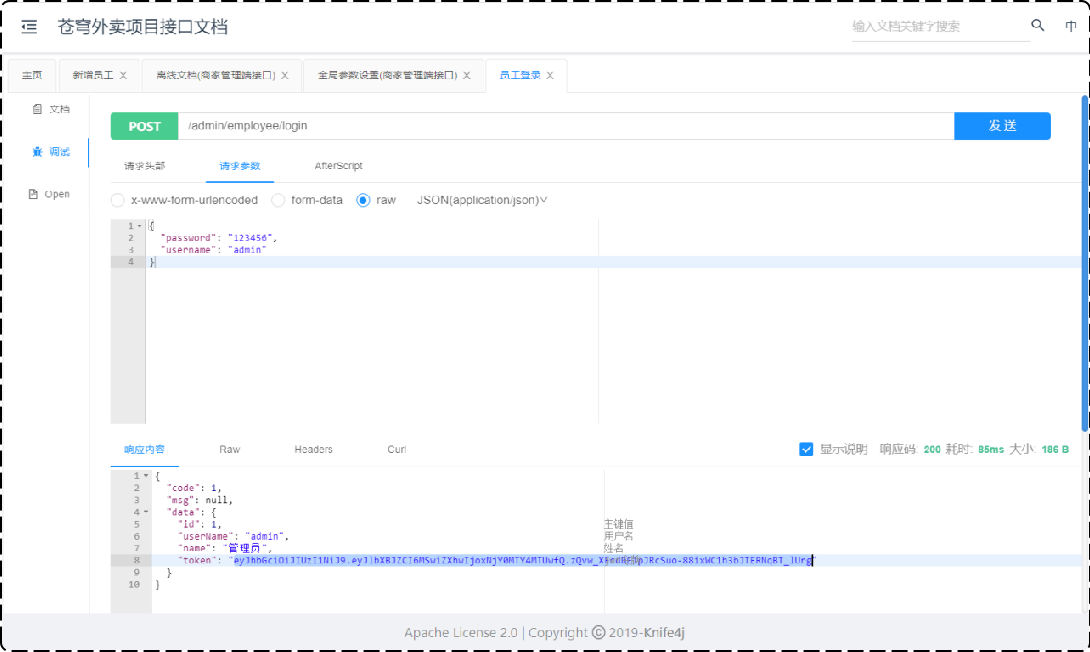 苍穹外卖项目接口文档
输入文档关键字搜索
中
主页
新增员工 ×
离线文档(商家管理端接口) ×
全局参数设置(商家管理端接口) ×
员工登录 ×
文档
调试
Open
POST
/admin/employee/login
发 送
请求头部
请求参数
AfterScript
x-www-form-urlencoded
form-data
raw
JSON(application/json)
1 {
2 "password": "123456",
3 "username": "admin"
4 }
响应内容
Raw
Headers
Curl
显示说明
响应码: 200 耗时: 85ms 大小: 186 B
1 {
2 "code": 1,
3 "msg": null,
4 "data": {
5 "id": 1, 主键值
6 "userName": "admin", 用户名
7 "name": "管理员", 姓名
8 "token":
9 }
10 }
Apache License 2.0 | Copyright © 2019-Knife4j